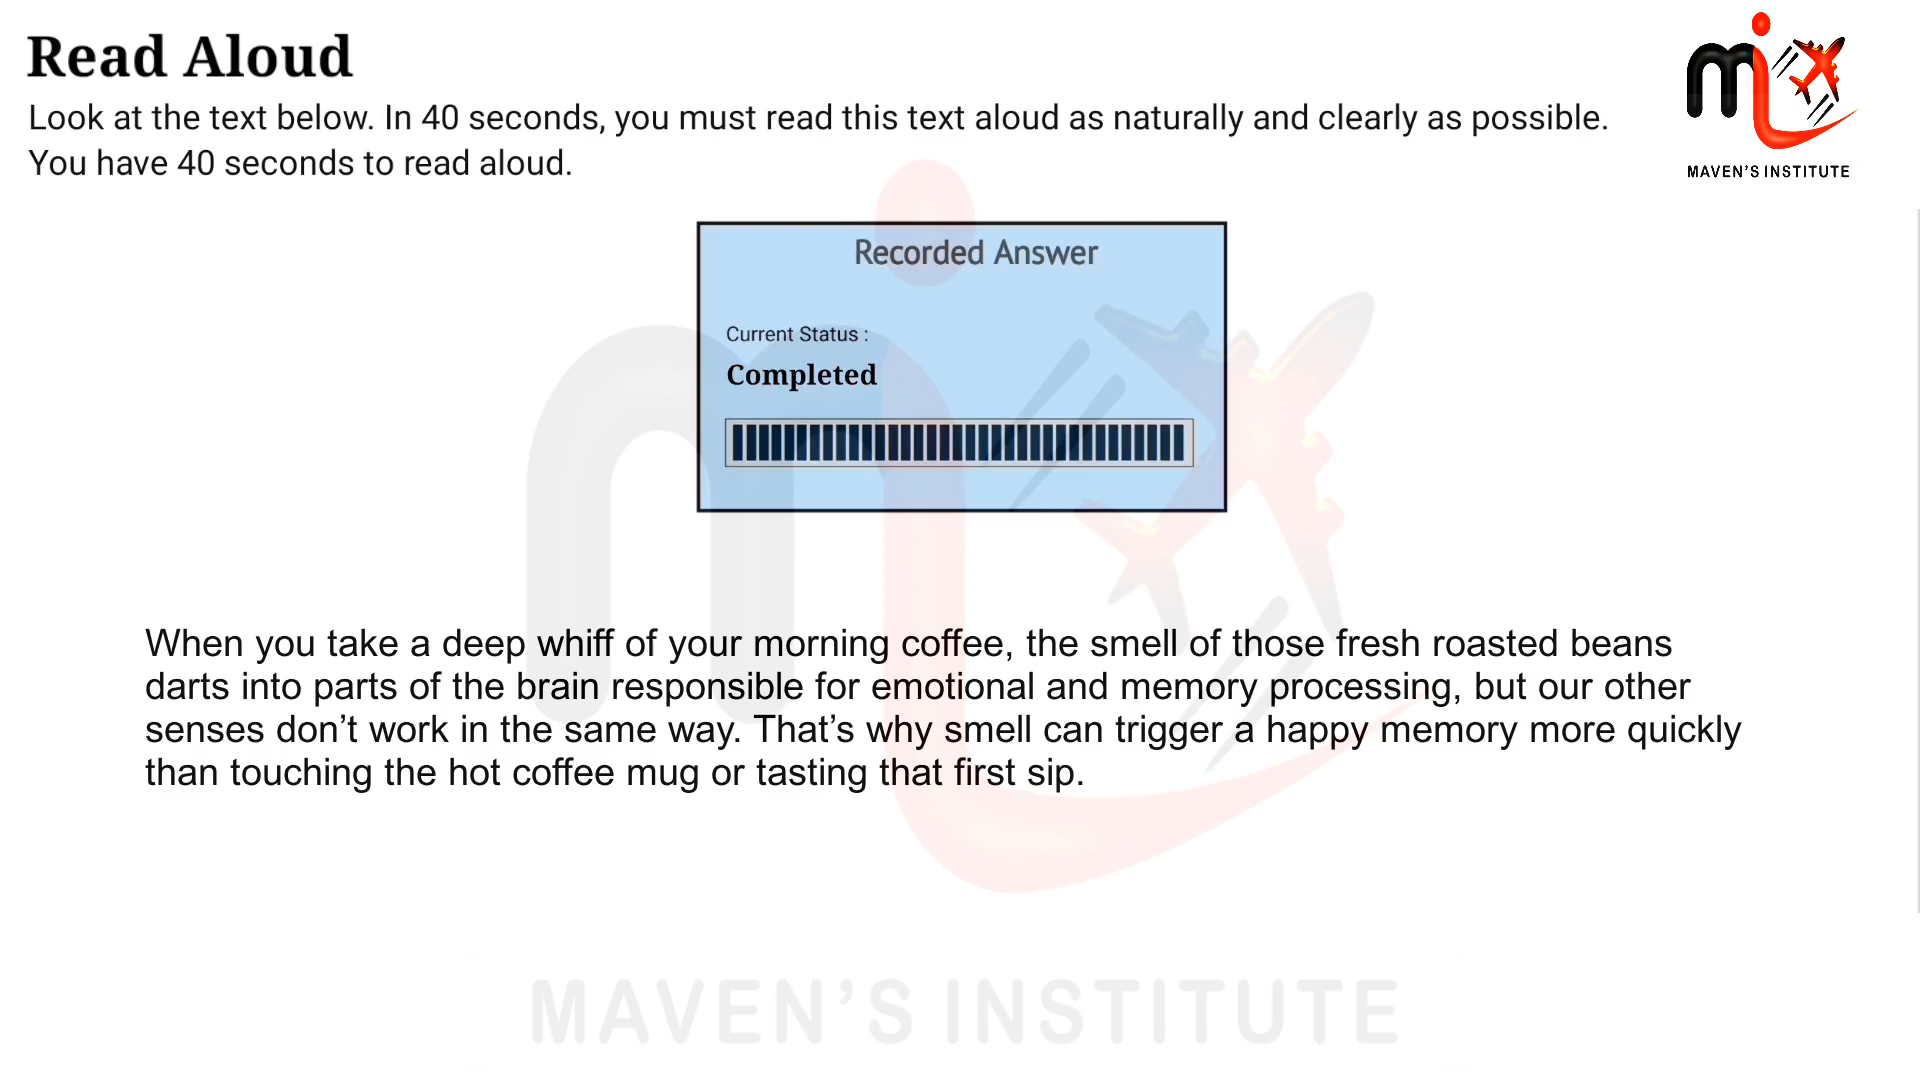 Read Aloud
Look at the text below. In 40 seconds, you must read this text aloud as naturally and clearly as possible.
You have 40 seconds to read aloud.
mi
MAVEN'S INSTITUTE
Recorded Answer
Current Status :
Completed
When you take a deep whiff of your morning coffee, the smell of those fresh roasted beans
darts into parts of the brain responsible for emotional and memory processing, but our other
senses don’t work in the same way. That’s why smell can trigger a happy memory more quickly
than touching the hot coffee mug or tasting that first sip.
MAVEN'S INSTITUTE